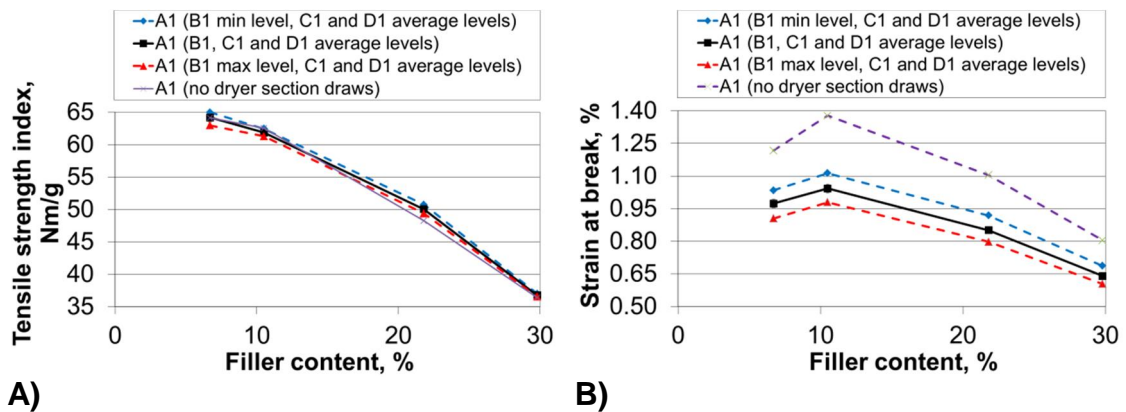 A1 (B1 min level, C1 and D1 average levels)
A1 (B1, C1 and D1 average levels)
A1 (B1 max level, C1 and D1 average levels)
A1 (no dryer section draws)
Tensile strength index,
Nm/g
65
60
55
50
45
40
35
0
10
20
30
Filler content, %
A)
A1 (B1 min level, C1 and D1 average levels)
A1 (B1, C1 and D1 average levels)
A1 (B1 max level, C1 and D1 average levels)
A1 (no dryer section draws)
Strain at break, %
1.40
1.25
1.10
0.95
0.80
0.65
0.50
0
10
20
30
Filler content, %
B)